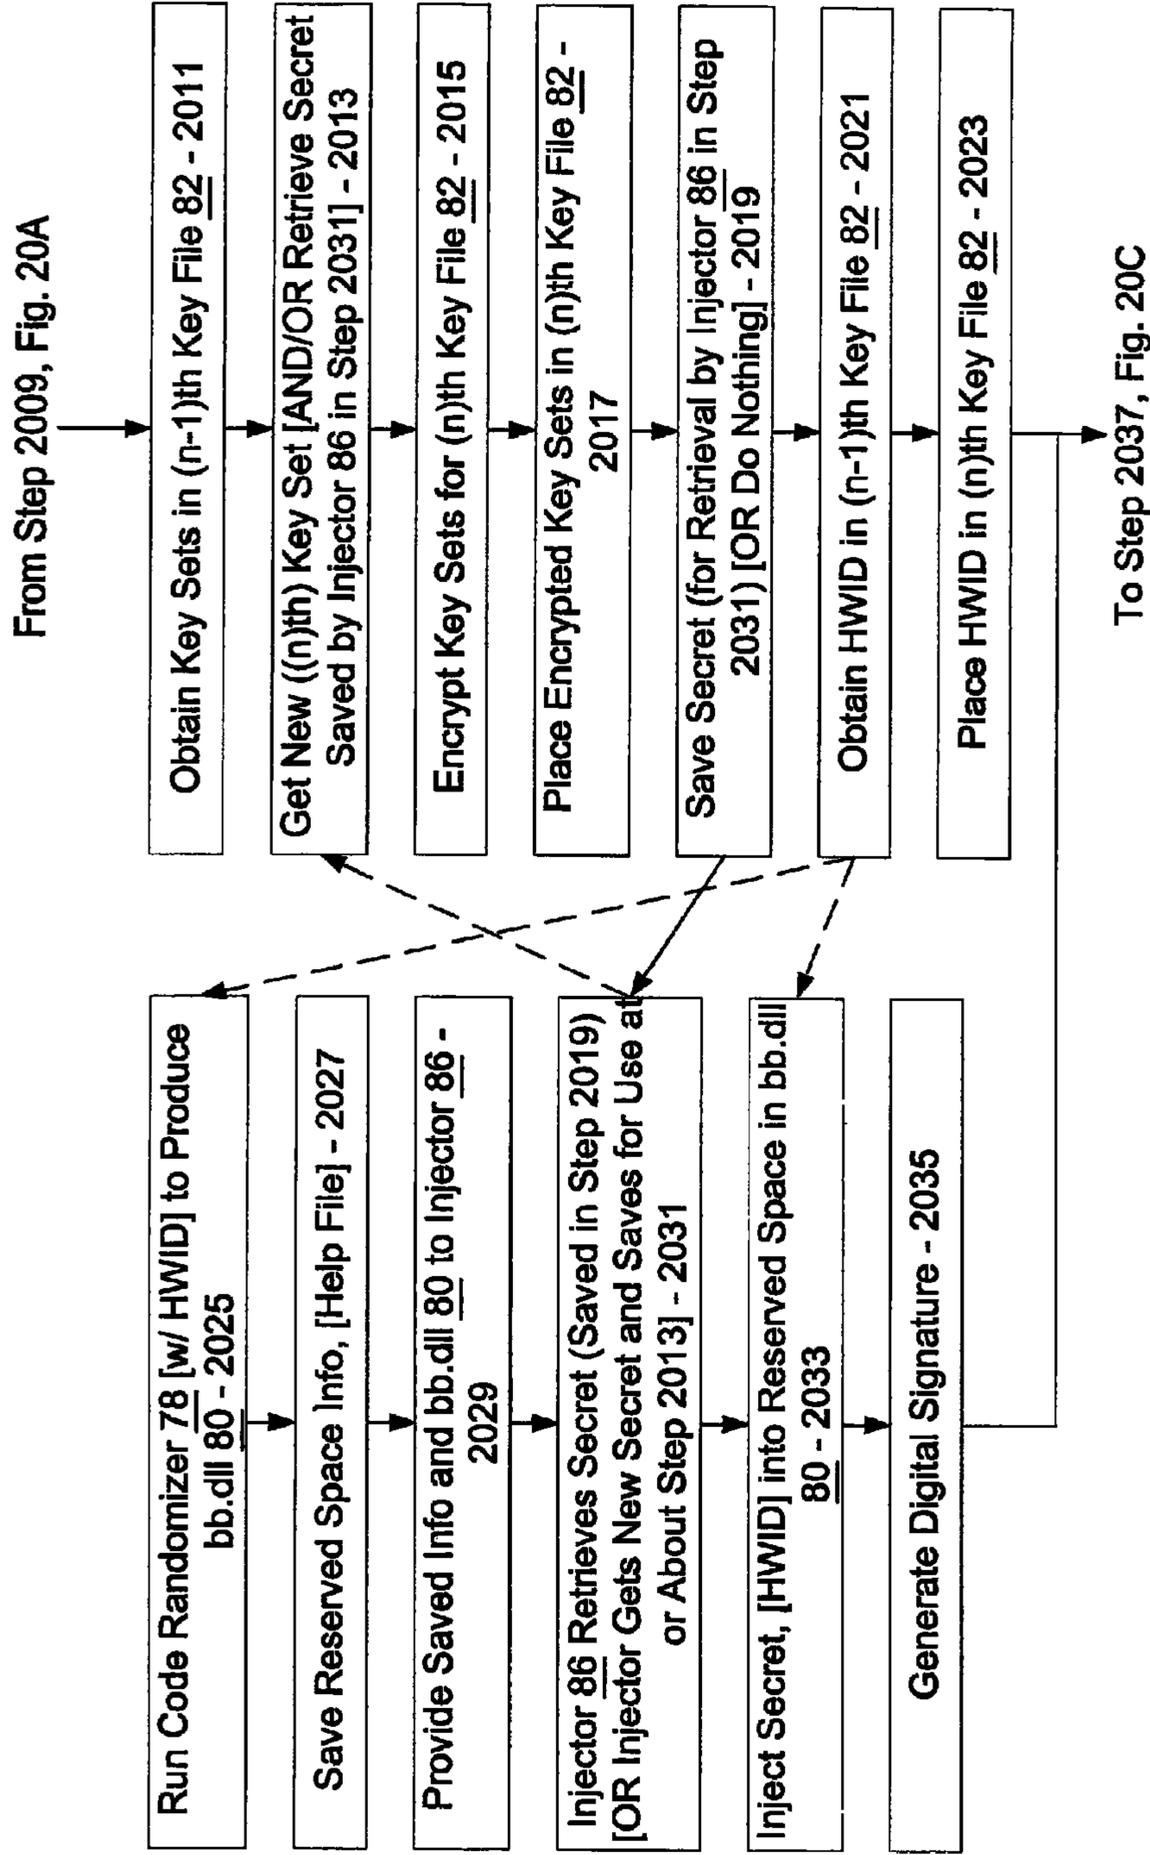 From Step 2009, Fig. 20A
Obtain Key Sets in (n-1)th Key File 82 - 2011
Get New ((n)th) Key Set [AND/OR Retrieve Secret
Saved by Injector 86 in Step 2031] - 2013
Encrypt Key Sets for (n)th Key File 82 - 2015
Place Encrypted Key Sets in (n)th Key File 82 -
2017
Save Secret (for Retrieval by Injector 86 in Step
2031) [OR Do Nothing] - 2019
Obtain HWID in (n-1)th Key File 82 - 2021
Place HWID in (n)th Key File 82 - 2023
Run Code Randomizer 78 [w/ HWID] to Produce
bb.dll 80 - 2025
Save Reserved Space Info, [Help File] - 2027
Provide Saved Info and bb.dll 80 to Injector 86 -
2029
Injector 86 Retrieves Secret (Saved in Step 2019)
[OR Injector Gets New Secret and Saves for Use at
or About Step 2013] - 2031
Inject Secret, [HWID] into Reserved Space in bb.dll
80 - 2033
Generate Digital Signature - 2035
To Step 2037, Fig. 20C